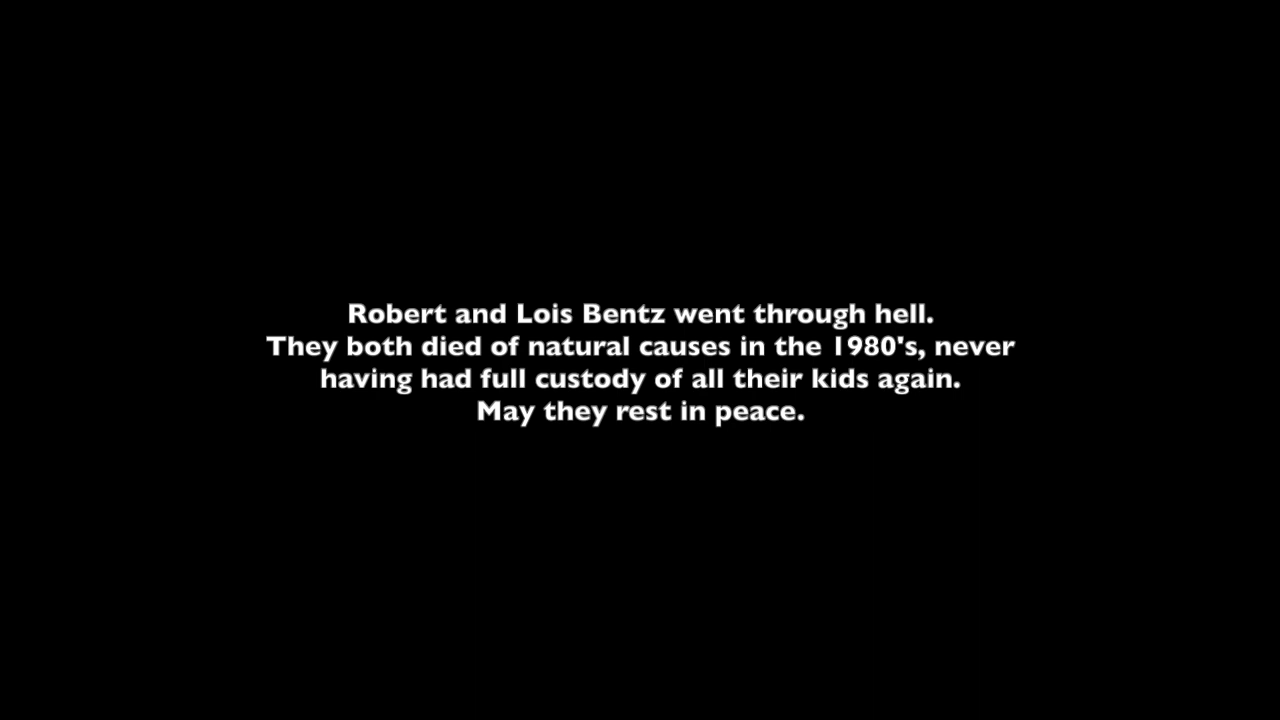 Robert and Lois Bentz went through hell.
They both died of natural causes in the 1980's, never
having had full custody of all their kids again.
May they rest in peace.